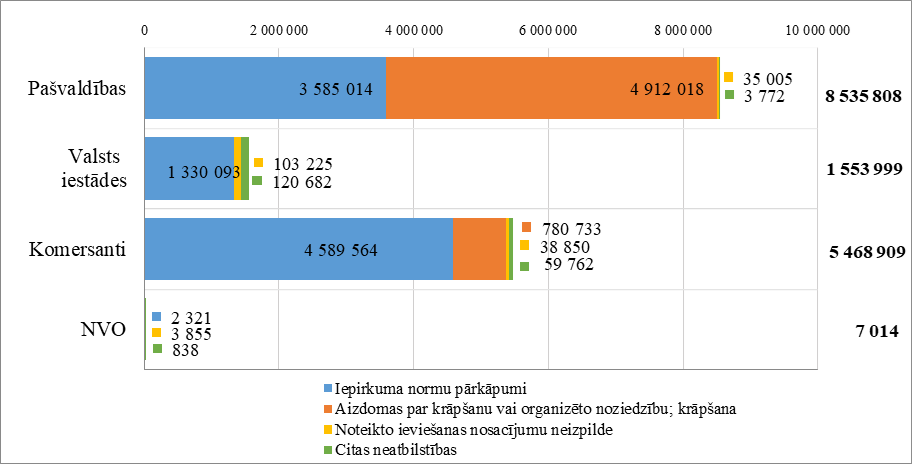 0 2 000 000 4 000 000 6 000 000 8 000 000 10 000 000
Pašvaldības
3 585 014
4 912 018
35 005
3 772
8 535 808
Valsts
iestādes
1 330 093
103 225
120 682
1 553 999
Komersanti
4 589 564
780 733
38 850
59 762
5 468 909
NVO
2 321
3 855
838
7 014
Iepirkuma normu pārkāpumi
Aizdomas par krāpšanu vai organizēto noziedzību; krāpšana
Noteikto ieviešanas nosacījumu neizpilde
Citas neatbilstības